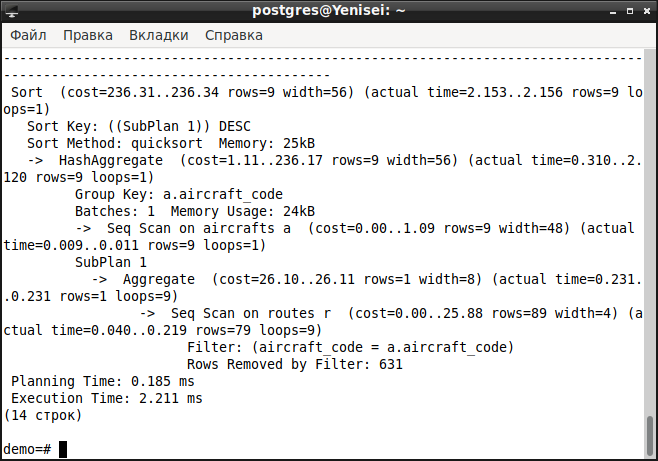 postgres@Yenisei: ~
Файл Правка Вкладки Справка
--------------------------------------------------------------------------------
-----------------------------------------
 Sort  (cost=236.31..236.34 rows=9 width=56) (actual time=2.153..2.156 rows=9 lo
ops=1)
   Sort Key: ((SubPlan 1)) DESC
   Sort Method: quicksort  Memory: 25kB
   ->  HashAggregate  (cost=1.11..236.17 rows=9 width=56) (actual time=0.310..2.
120 rows=9 loops=1)
         Group Key: a.aircraft_code
         Batches: 1  Memory Usage: 24kB
         ->  Seq Scan on aircrafts a  (cost=0.00..1.09 rows=9 width=48) (actual 
time=0.009..0.011 rows=9 loops=1)
         SubPlan 1
           ->  Aggregate  (cost=26.10..26.11 rows=1 width=8) (actual time=0.231.
.0.231 rows=1 loops=9)
                 ->  Seq Scan on routes r  (cost=0.00..25.88 rows=89 width=4) (a
ctual time=0.040..0.219 rows=79 loops=9)
                       Filter: (aircraft_code = a.aircraft_code)
                       Rows Removed by Filter: 631
 Planning Time: 0.185 ms
 Execution Time: 2.211 ms
(14 строк)
demo=#